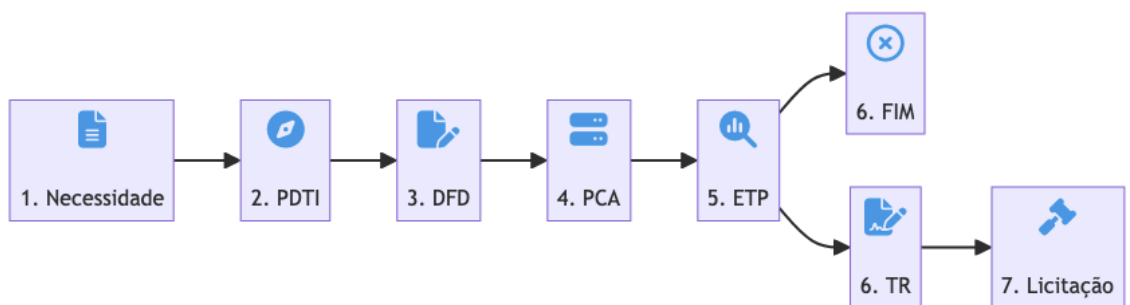 1. Necessidade
2. PDTI
3. DFD
4. PCA
5. ETP
6. FIM
6. TR
7. Licitação